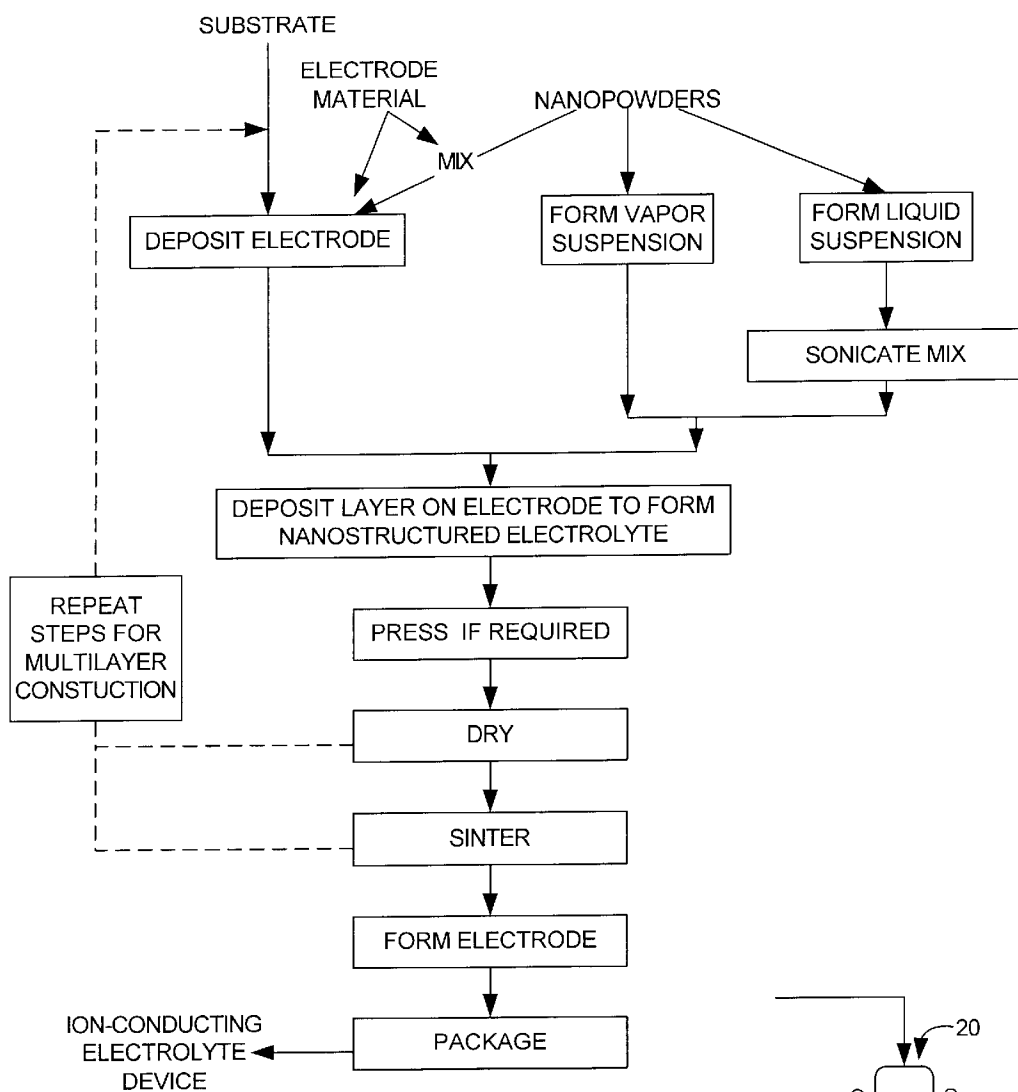 SUBSTRATE
ELECTRODE
MATERIAL
NANOPOWDERS
MIX
DEPOSIT ELECTRODE
FORM VAPOR
SUSPENSION
FORM LIQUID
SUSPENSION
SONICATE MIX
DEPOSIT LAYER ON ELECTRODE TO FORM
NANOSTUCTURED ELECTROLYTE
REPEAT
STEPS FOR
MULTILAYER
CONSTUCTION
PRESS IF REQUIRED
DRY
SINTER
FORM ELECTRODE
PACKAGE
ION-CONDUCTING
ELECTROLYTE
DEVICE
20